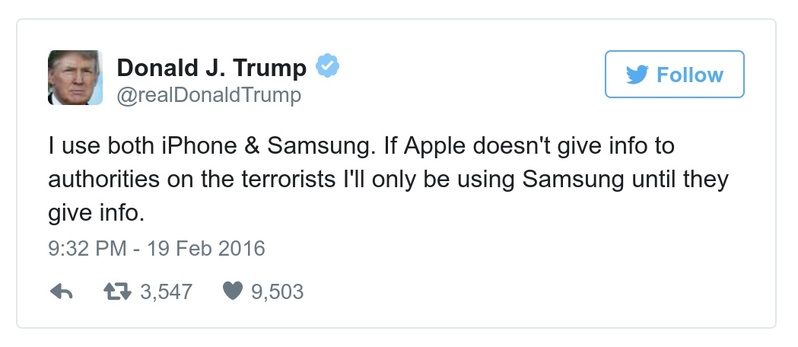 Donald J. Trump
@realDonaldTrump
Follow
I use both iPhone & Samsung. If Apple doesn't give info to
authorities on the terrorists I'll only be using Samsung until they
give info.
9:32 PM - 19 Feb 2016
3,547 9,503